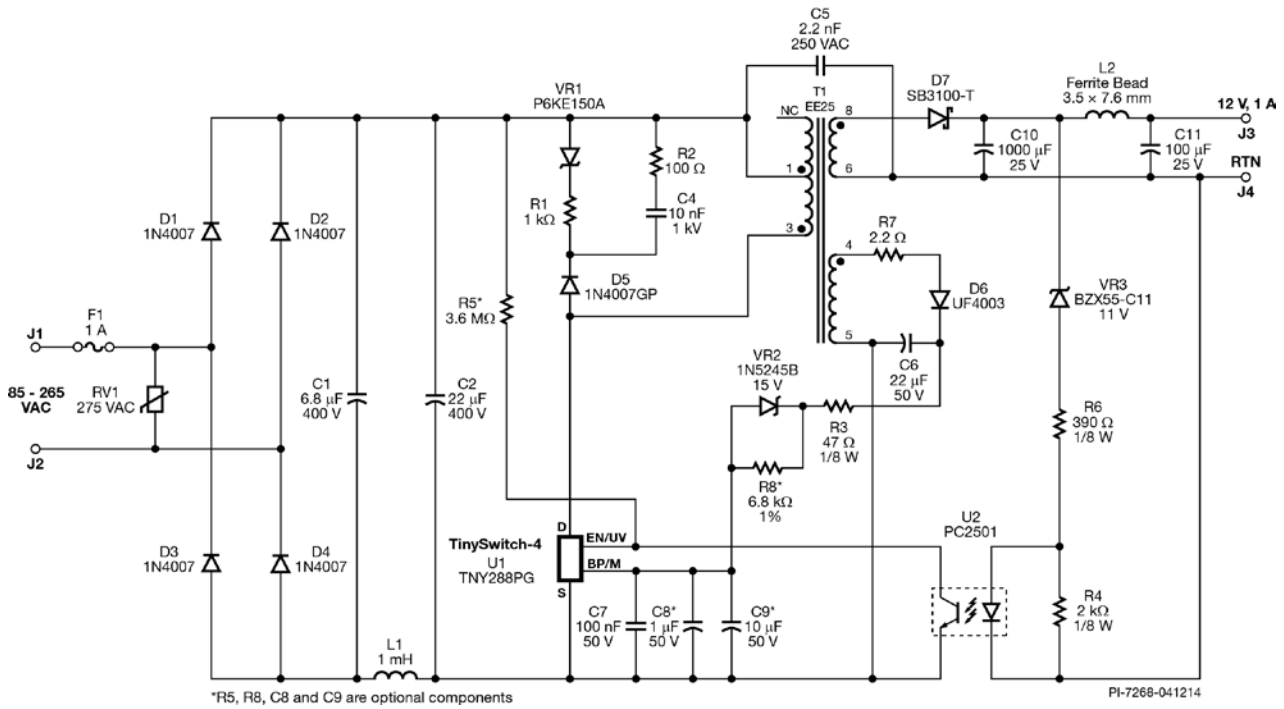 C5
2.2 nF
250 VAC
VR1
P6KE150A
T1
EE25
NC
8
D7
SB3100-T
L2
Ferrite Bead
3.5 × 7.6 mm
12 V, 1 A
J3
R2
100 Ω
C10
1000 µF
25 V
C11
100 µF
25 V
1
6
RTN
J4
D1
1N4007
D2
1N4007
R1
1 kΩ
C4
10 nF
1 kV
3
R7
2.2 Ω
4
D5
1N4007GP
D6
UF4003
VR3
BZX55-C11
11 V
R5*
3.6 MΩ
F1
1 A
J1
5
C6
22 µF
50 V
85 - 265
VAC
RV1
275 VAC
C1
6.8 µF
400 V
C2
22 µF
400 V
VR2
1N5245B
15 V
R3
47 Ω
1/8 W
R6
390 Ω
1/8 W
J2
R8*
6.8 kΩ
1%
D3
1N4007
D4
1N4007
TinySwitch-4
U1
TNY288PG
D
EN/UV
BP/M
S
U2
PC2501
C7
100 nF
50 V
C8*
1 µF
50 V
C9*
10 µF
50 V
R4
2 kΩ
1/8 W
L1
1 mH
*R5, R8, C8 and C9 are optional components
PI-7268-041214